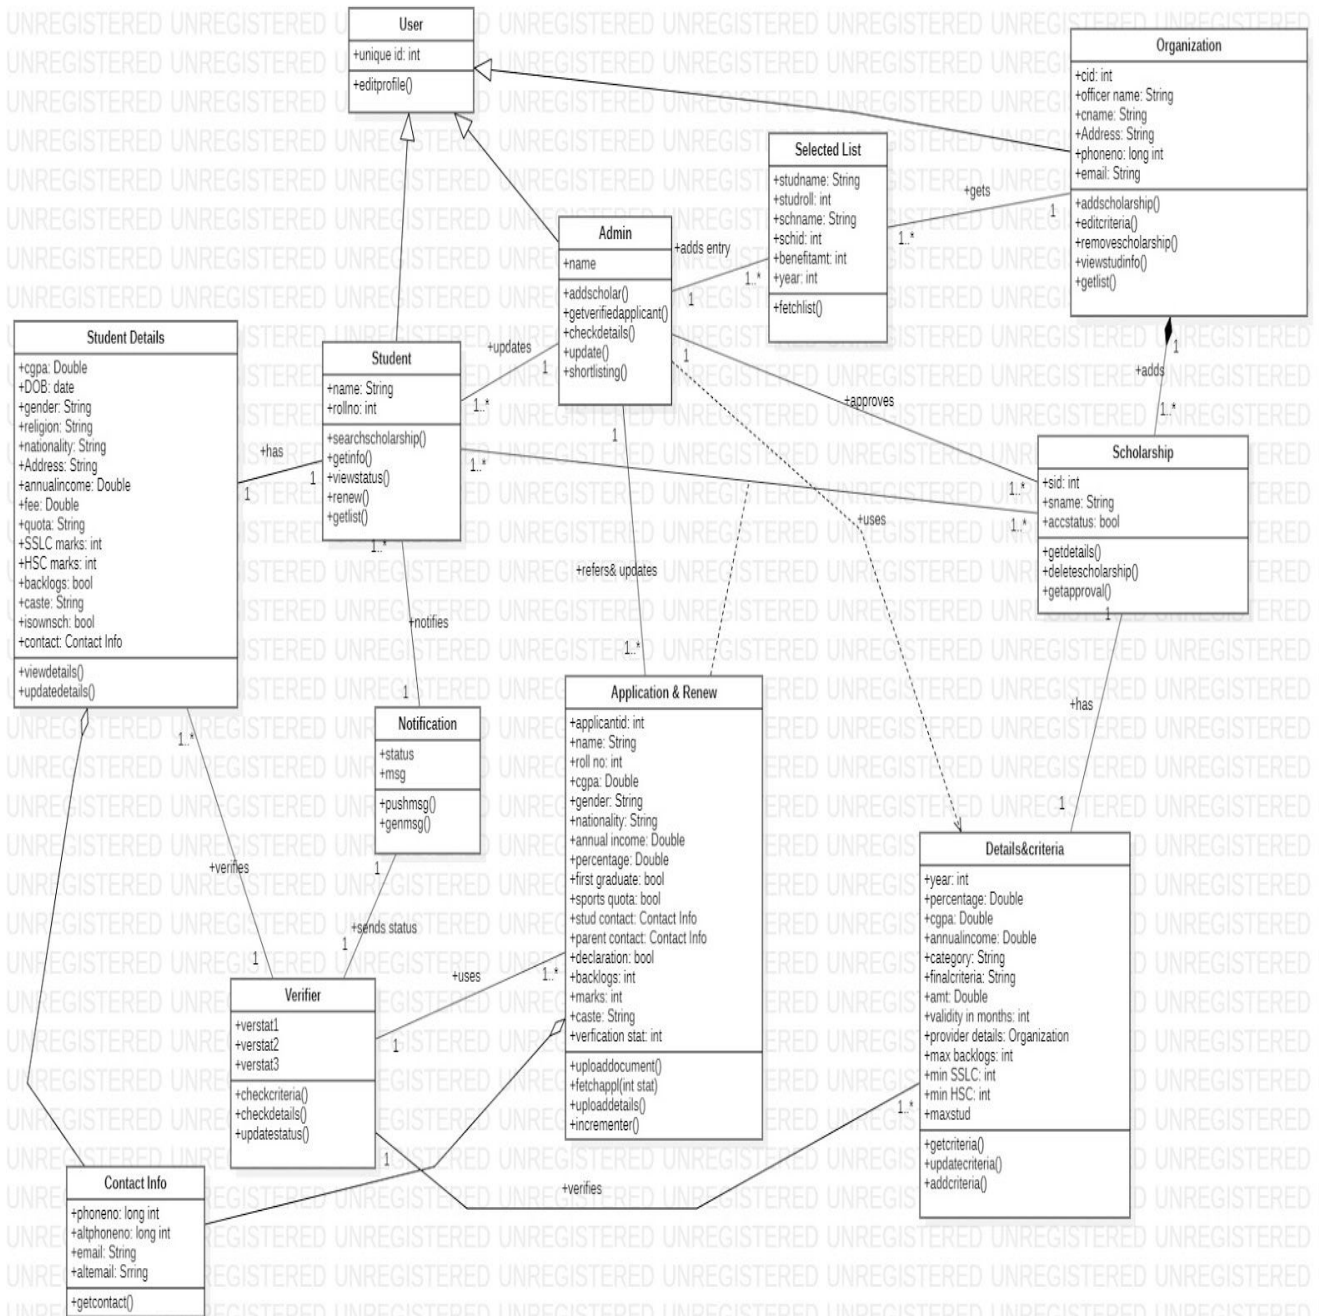 User
+unique id: int
+editprofile()
Organization
+cid: int
+officer name: String
+cname: String
+Address: String
+phoneno: long int
+email: String
+addscholarship()
+editcriteria()
+removescholarship()
+viewstudinfo()
+getlist()
Selected List
+studname: String
+studroll: int
+schname: String
+schid: int
+benefitamt: int
+year: int
+fetchlist()
+gets
1
1..*
Admin
+name
+addscholar()
+getverifiedapplicant()
+checkdetails()
+update()
+shortlisting()
+adds entry
1
1..*
Student Details
+cgpa: Double
+DOB: date
+gender: String
+religion: String
+nationality: String
+Address: String
+annualincome: Double
+fee: Double
+quota: String
+SSLC marks: int
+HSC marks: int
+backlogs: bool
+caste: String
+isownsch: bool
+contact: Contact Info
+viewdetails()
+updatedetails()
Student
+name: String
+rollno: int
+searchscholarship()
+getinfo()
+viewstatus()
+renew()
+getlist()
+has
1
1
+updates
1
1..*
1
+approves
1..*
+adds
1
1..*
Scholarship
+sid: int
+sname: String
+accstatus: bool
+getdetails()
+deletescholarship()
+getapproval()
1..*
1..*
+uses
1
+refers& updates
1..*
1..*
+notifies
1
Notification
+status
+msg
+pushmsg()
+genmsg()
Application & Renew
+applicantid: int
+name: String
+roll no: int
+cgpa: Double
+gender: String
+nationality: String
+annual income: Double
+percentage: Double
+first graduate: bool
+sports quota: bool
+stud contact: Contact Info
+parent contact: Contact Info
+declaration: bool
+backlogs: int
+marks: int
+caste: String
+verfication stat: int
+uploaddocument()
+fetchappl(int stat)
+uploaddetails()
+incrementer()
1
+has
1
Details&criteria
+year: int
+percentage: Double
+cgpa: Double
+annualincome: Double
+category: String
+finalcriteria: String
+amt: Double
+validity in months: int
+provider details: Organization
+max backlogs: int
+min SSLC: int
+min HSC: int
+maxstud
+getcriteria()
+updatecriteria()
+addcriteria()
1..*
+verifies
1
1
+sends status
1
Verifier
+verstat1
+verstat2
+verstat3
+checkcriteria()
+checkdetails()
+updatestatus()
+uses
1
1..*
1
+verifies
1..*
Contact Info
+phoneno: long int
+altphoneno: long int
+email: String
+altemail: Srring
+getcontact()
UNREGISTERED